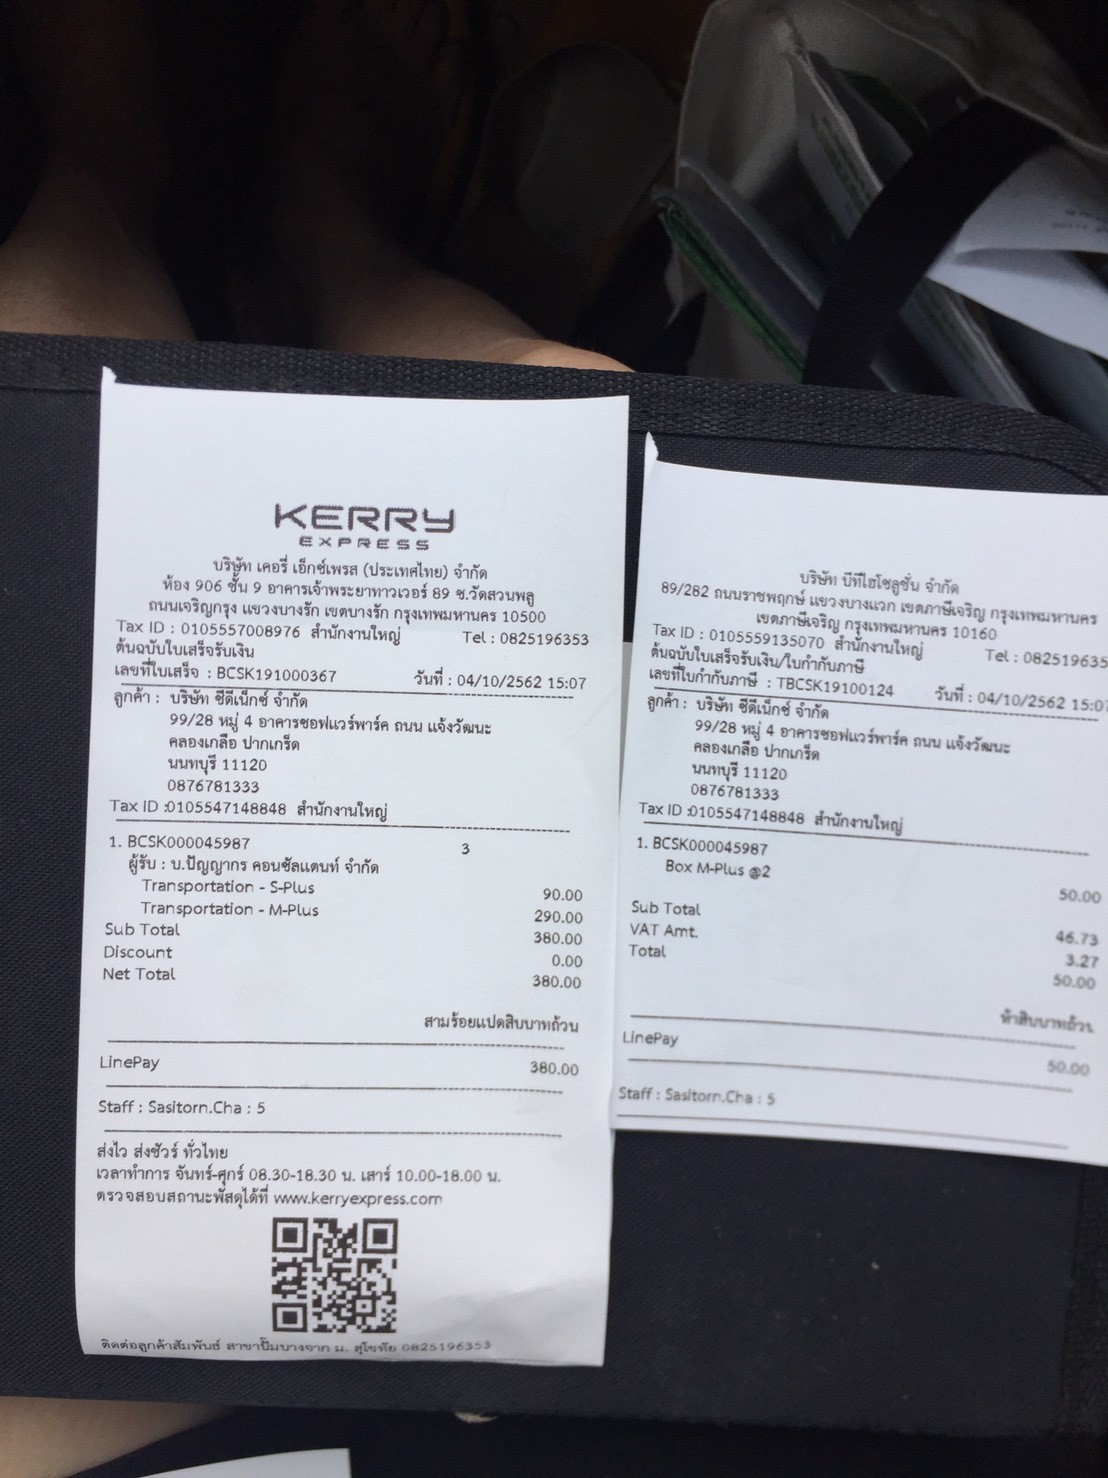 KERRY
EXPRESS
บริษัท เคอรี่ เอ็กซ์เพรส (ประเทศไทย) จำกัด
ห้อง 906 ชั้น 9 อาคารเจ้าพระยาทาวเวอร์ 89 ซ.วัดสวนพลู
ถนนเจริญกรุง แขวงบางรัก เขตบางรัก กรุงเทพมหานคร 10500
Tax ID : 0105557008976 สำนักงานใหญ่ Tel : 0825196353
ต้นฉบับใบเสร็จรับเงิน
เลขที่ใบเสร็จ : BCSK191000367 วันที่ : 04/10/2562 15:07
ลูกค้า : บริษัท ซีดีเน็กซ์ จำกัด
99/28 หมู่ 4 อาคารซอฟแวร์พาร์ค ถนน แจ้งวัฒนะ
คลองเกลือ ปากเกร็ด
นนทบุรี 11120
0876781333
Tax ID :0105547148848 สำนักงานใหญ่
1. BCSK000045987 3
ผู้รับ : บ.ปัญญากร คอนซัลแตนท์ จำกัด
Transportation - S-Plus 90.00
Transportation - M-Plus 290.00
Sub Total 380.00
Discount 0.00
Net Total 380.00
สามร้อยแปดสิบบาทถ้วน
LinePay 380.00
Staff : Sasitorn.Cha : 5
ส่งไว ส่งชัวร์ ทั่วไทย
เวลาทำการ จันทร์-ศุกร์ 08.30-18.30 น. เสาร์ 10.00-18.00 น.
ตรวจสอบสถานะพัสดุได้ที่ www.kerryexpress.com
ติดต่อลูกค้าสัมพันธ์ สาขาปั๊มบางจาก ม. สุโขทัย 0825196353
บริษัท บีทีไฮโซลูชั่น จำกัด
89/282 ถนนราชพฤกษ์ แขวงบางแวก เขตภาษีเจริญ กรุงเทพมหานคร
เขตภาษีเจริญ กรุงเทพมหานคร 10160
Tax ID : 0105559135070 สำนักงานใหญ่ Tel : 082519635
ต้นฉบับใบเสร็จรับเงิน/ใบกำกับภาษี
เลขที่ใบกำกับภาษี : TBCSK19100124 วันที่ : 04/10/2562 15:07
ลูกค้า : บริษัท ซีดีเน็กซ์ จำกัด
99/28 หมู่ 4 อาคารซอฟแวร์พาร์ค ถนน แจ้งวัฒนะ
คลองเกลือ ปากเกร็ด
นนทบุรี 11120
0876781333
Tax ID :0105547148848 สำนักงานใหญ่
1. BCSK000045987
Box M-Plus @2 50.00
Sub Total 46.73
VAT Amt. 3.27
Total 50.00
ห้าสิบบาทถ้วน
LinePay 50.00
Staff : Sasitorn.Cha : 5